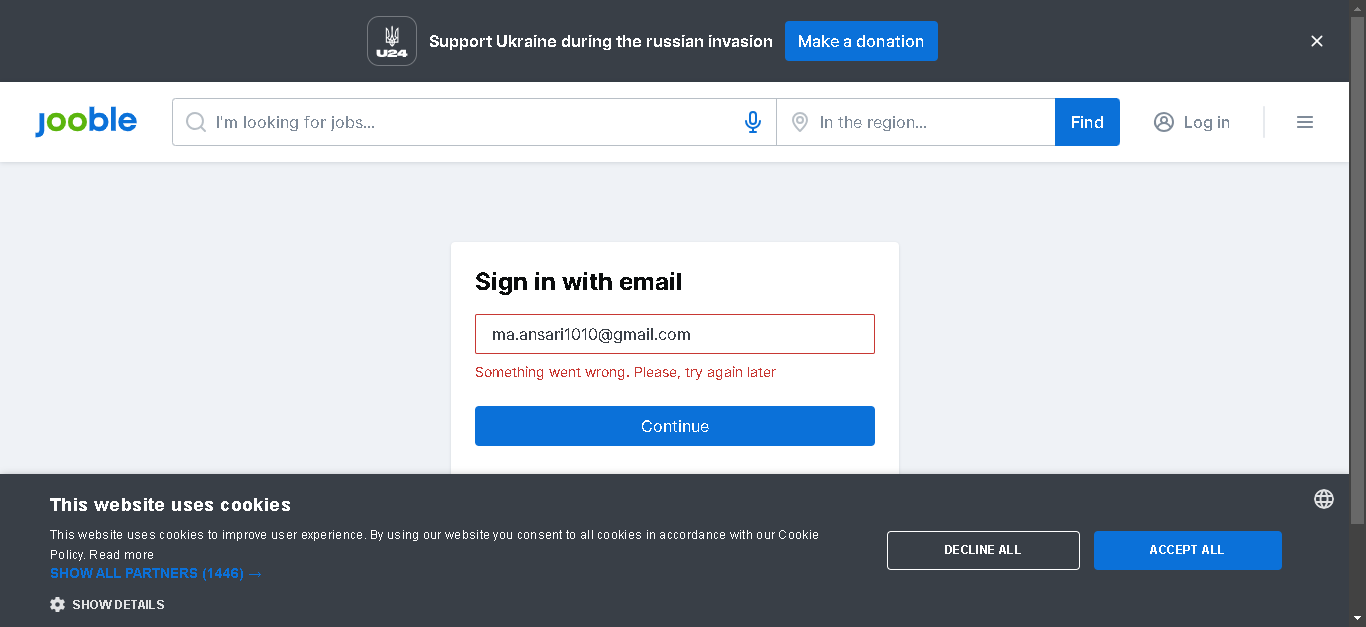 U24
Support Ukraine during the russian invasion
Make a donation
jooble
I'm looking for jobs...
In the region...
Find
Log in
Sign in with email
ma.ansari1010@gmail.com
Something went wrong. Please, try again later
Continue
This website uses cookies
This website uses cookies to improve user experience. By using our website you consent to all cookies in accordance with our Cookie
Policy. Read more
SHOW ALL PARTNERS (1446) →
SHOW DETAILS
DECLINE ALL
ACCEPT ALL